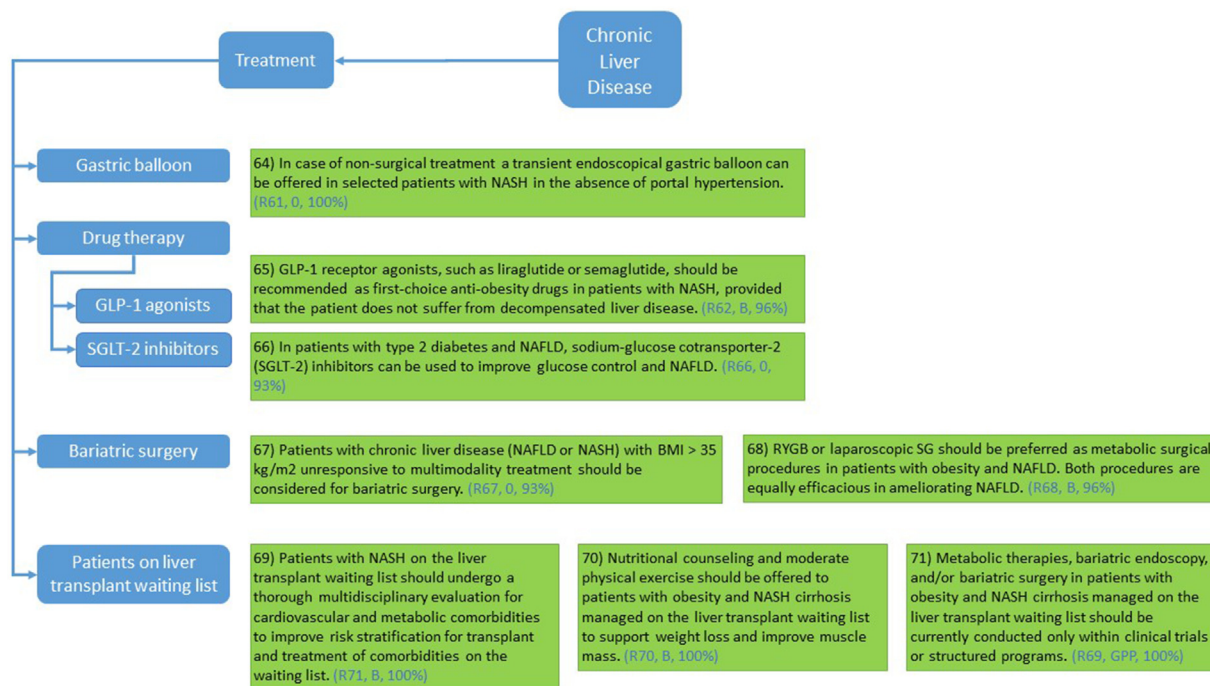 Chronic
Liver
Disease
Treatment
Gastric balloon
64) In case of non-surgical treatment a transient endoscopical gastric balloon can
be offered in selected patients with NASH in the absence of portal hypertension.
(R61, 0, 100%)
Drug therapy
GLP-1 agonists
65) GLP-1 receptor agonists, such as liraglutide or semaglutide, should be
recommended as first-choice anti-obesity drugs in patients with NASH, provided
that the patient does not suffer from decompensated liver disease. (R62, B, 96%)
SGLT-2 inhibitors
66) In patients with type 2 diabetes and NAFLD, sodium-glucose cotransporter-2
(SGLT-2) inhibitors can be used to improve glucose control and NAFLD. (R66, 0,
93%)
Bariatric surgery
67) Patients with chronic liver disease (NAFLD or NASH) with BMI > 35
kg/m2 unresponsive to multimodality treatment should be
considered for bariatric surgery. (R67, 0, 93%)
68) RYGB or laparoscopic SG should be preferred as metabolic surgical
procedures in patients with obesity and NAFLD. Both procedures are
equally efficacious in ameliorating NAFLD. (R68, B, 96%)
Patients on liver
transplant waiting list
69) Patients with NASH on the liver
transplant waiting list should undergo a
thorough multidisciplinary evaluation for
cardiovascular and metabolic comorbidities
to improve risk stratification for transplant
and treatment of comorbidities on the
waiting list. (R71, B, 100%)
70) Nutritional counseling and moderate
physical exercise should be offered to
patients with obesity and NASH cirrhosis
managed on the liver transplant waiting list
to support weight loss and improve muscle
mass. (R70, B, 100%)
71) Metabolic therapies, bariatric endoscopy,
and/or bariatric surgery in patients with
obesity and NASH cirrhosis managed on the
liver transplant waiting list should be
currently conducted only within clinical trials
or structured programs. (R69, GPP, 100%)